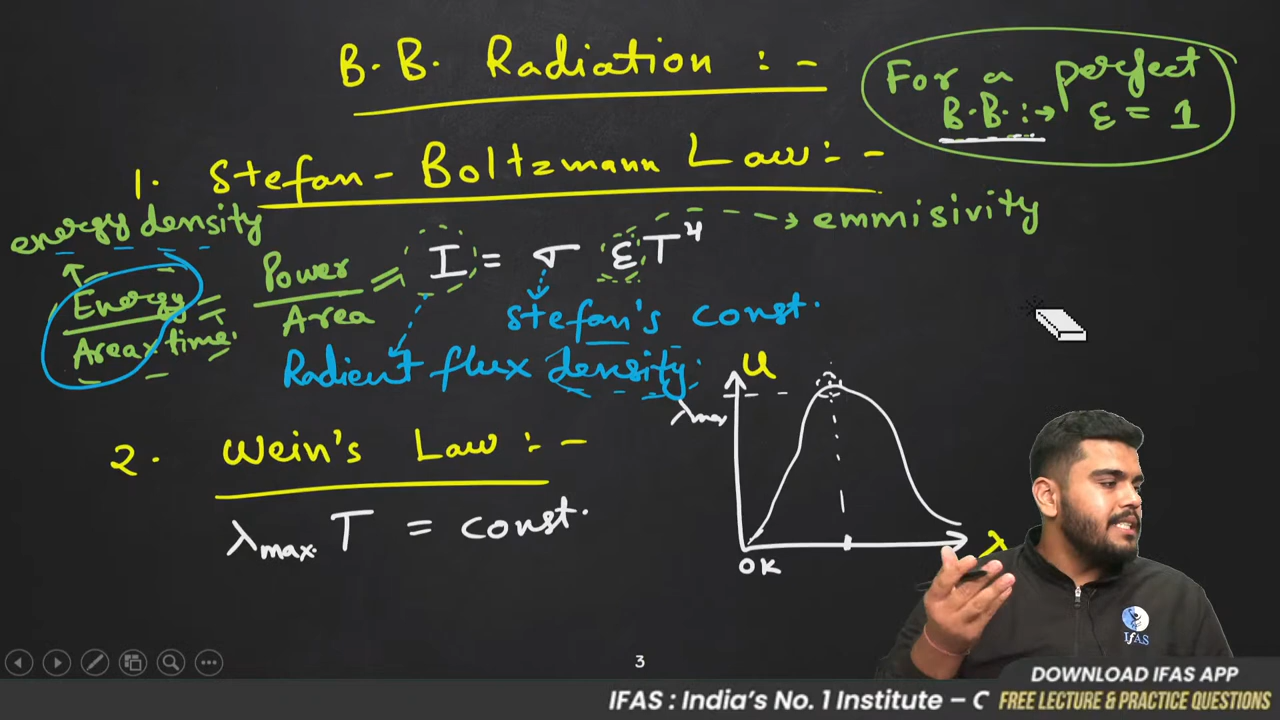 B.B. Radiation :-
For a perfect
B.B. :→ ε = 1
1. Stefan - Boltzmann Law :-
energy density
Energy / Area x time = Power / Area = I = σ ε T⁴ → emmisivity
stefan's const.
Radient flux density.
u
λmax
2. Wein's Law :-
λmax. T = const.
OK
λ
IFAS
3
DOWNLOAD IFAS APP
IFAS : India's No. 1 Institute – C
FREE LECTURE & PRACTICE QUESTIONS